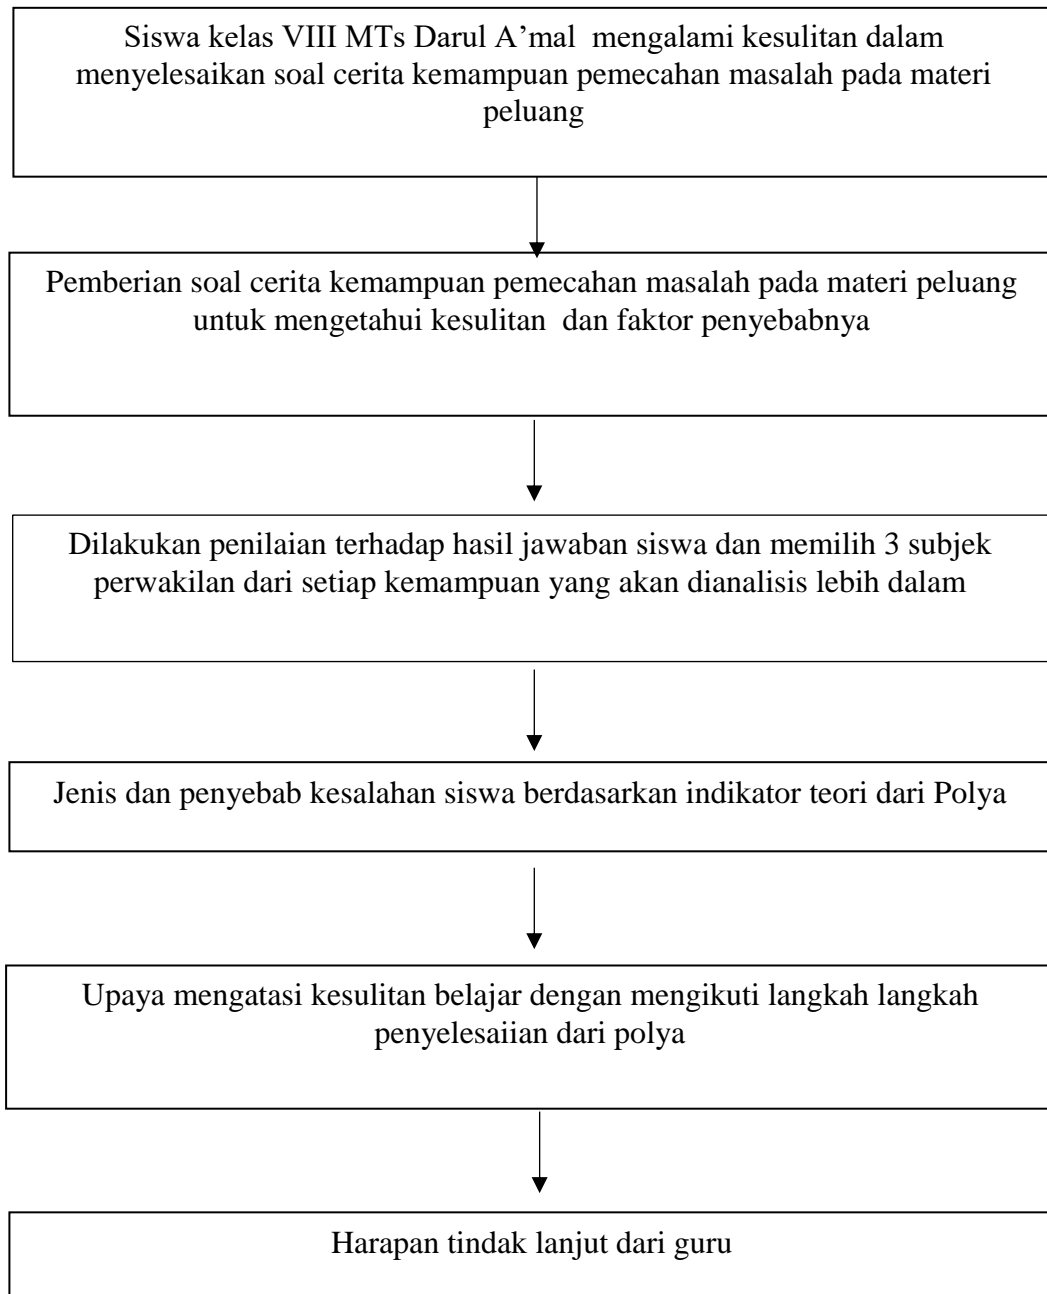 Siswa kelas VIII MTs Darul A’mal  mengalami kesulitan dalam
menyelesaikan soal cerita kemampuan pemecahan masalah pada materi
peluang
Pemberian soal cerita kemampuan pemecahan masalah pada materi peluang
untuk mengetahui kesulitan  dan faktor penyebabnya
Dilakukan penilaian terhadap hasil jawaban siswa dan memilih 3 subjek
perwakilan dari setiap kemampuan yang akan dianalisis lebih dalam
Jenis dan penyebab kesalahan siswa berdasarkan indikator teori dari Polya
Upaya mengatasi kesulitan belajar dengan mengikuti langkah langkah
penyelesaiian dari polya
Harapan tindak lanjut dari guru